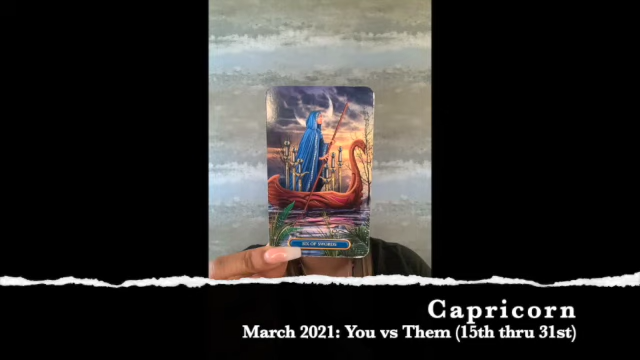 SIX OF SWORDS
Capricorn
March 2021: You vs Them (15th thru 31st)